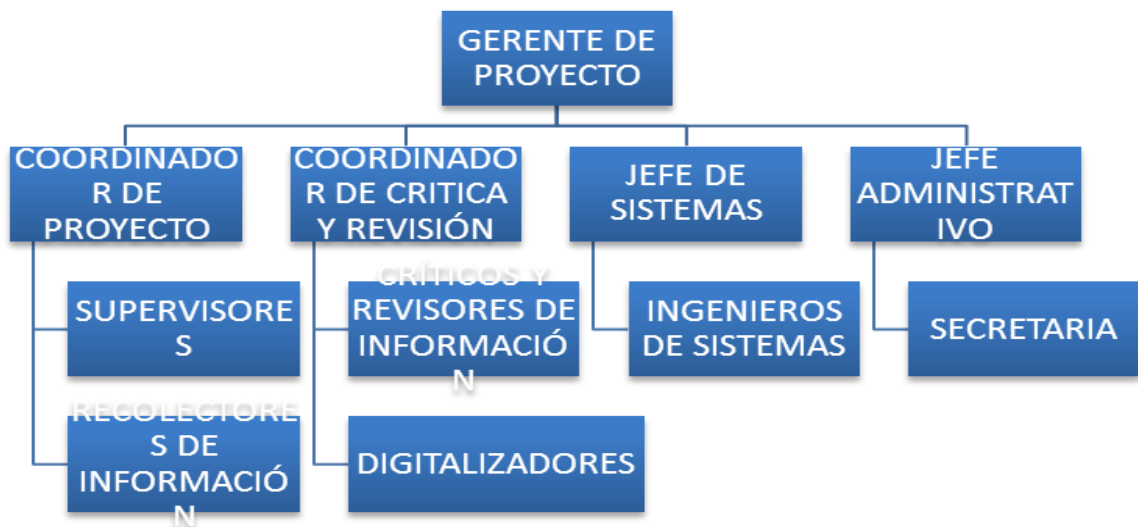 GERENTE DE
PROYECTO
COORDINADO
R DE
PROYECTO
COORDINADO
R DE CRITICA
Y REVISIÓN
JEFE DE
SISTEMAS
JEFE
ADMINISTRAT
IVO
SUPERVISORE
S
CRÍTICOS Y
REVISORES DE
INFORMACIÓ
N
INGENIEROS
DE SISTEMAS
SECRETARIA
RECOLECTORE
S DE
INFORMACIÓ
N
DIGITALIZADORES